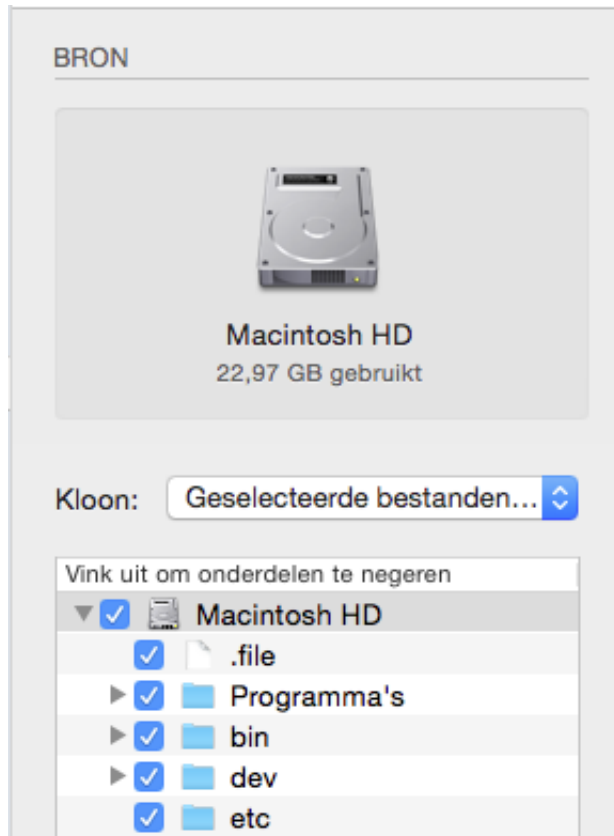 BRON
Macintosh HD
22,97 GB gebruikt
Kloon: Geselecteerde bestanden...
Vink uit om onderdelen te negeren
Macintosh HD
.file
Programma's
bin
dev
etc